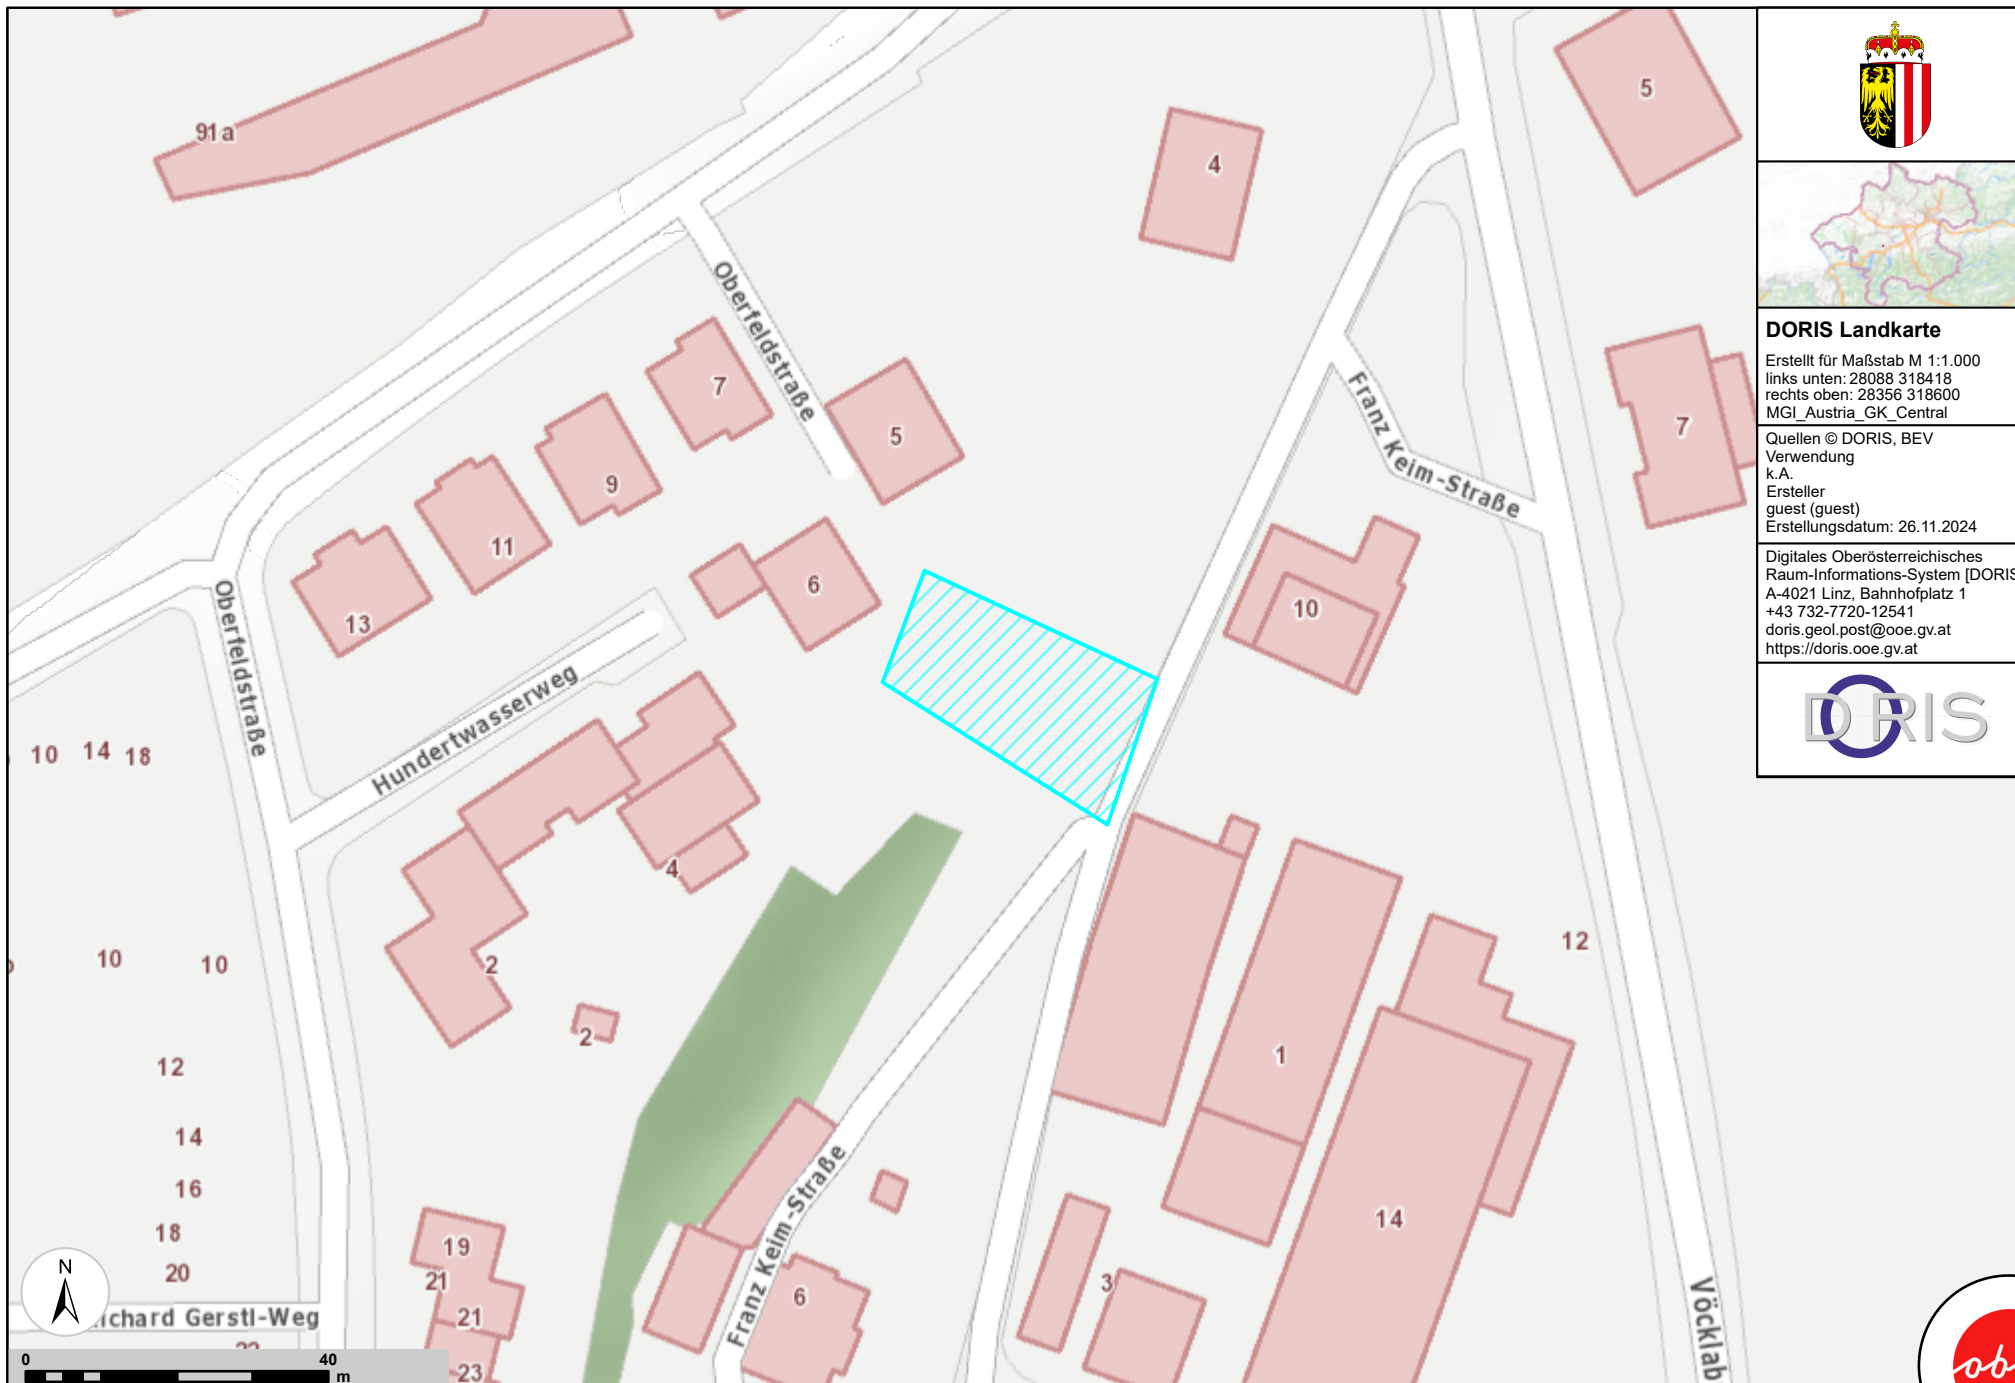 91a
5
4
Oberfeldstraße
7
5
9
11
13
6
Oberfeldstraße
Hundertwasserweg
Franz Keim-Straße
7
10
10
14
18
4
2
2
10
10
12
14
16
18
20
19
21
21
23
Franz Keim-Straße
6
1
3
12
14
Vöcklab
ichard Gerstl-Weg
N
0
40
m
DORIS Landkarte
Erstellt für Maßstab M 1:1.000
links unten: 28088 318418
rechts oben: 28356 318600
MGI_Austria_GK_Central
Quellen © DORIS, BEV
Verwendung
k.A.
Ersteller
guest (guest)
Erstellungsdatum: 26.11.2024
Digitales Oberösterreichisches
Raum-Informations-System [DORIS
A-4021 Linz, Bahnhofplatz 1
+43 732-7720-12541
doris.geol.post@ooe.gv.at
https://doris.ooe.gv.at
DORIS
ob